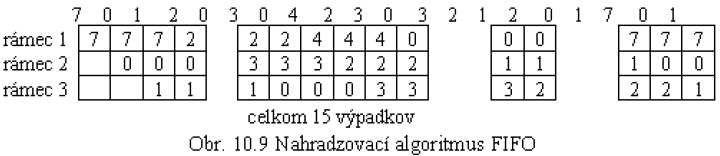 7 0 1 2 0 3 0 4 2 3 0 3 2 1 2 0 1 7 0 1
rámec 1 7 7 7 2 2 2 4 4 4 0 0 0 7 7 7
rámec 2 0 0 0 3 3 3 2 2 2 1 1 1 0 0
rámec 3 1 1 1 0 0 0 3 3 3 2 2 2 1
celkom 15 výpadkov
Obr. 10.9 Nahradzovací algoritmus FIFO